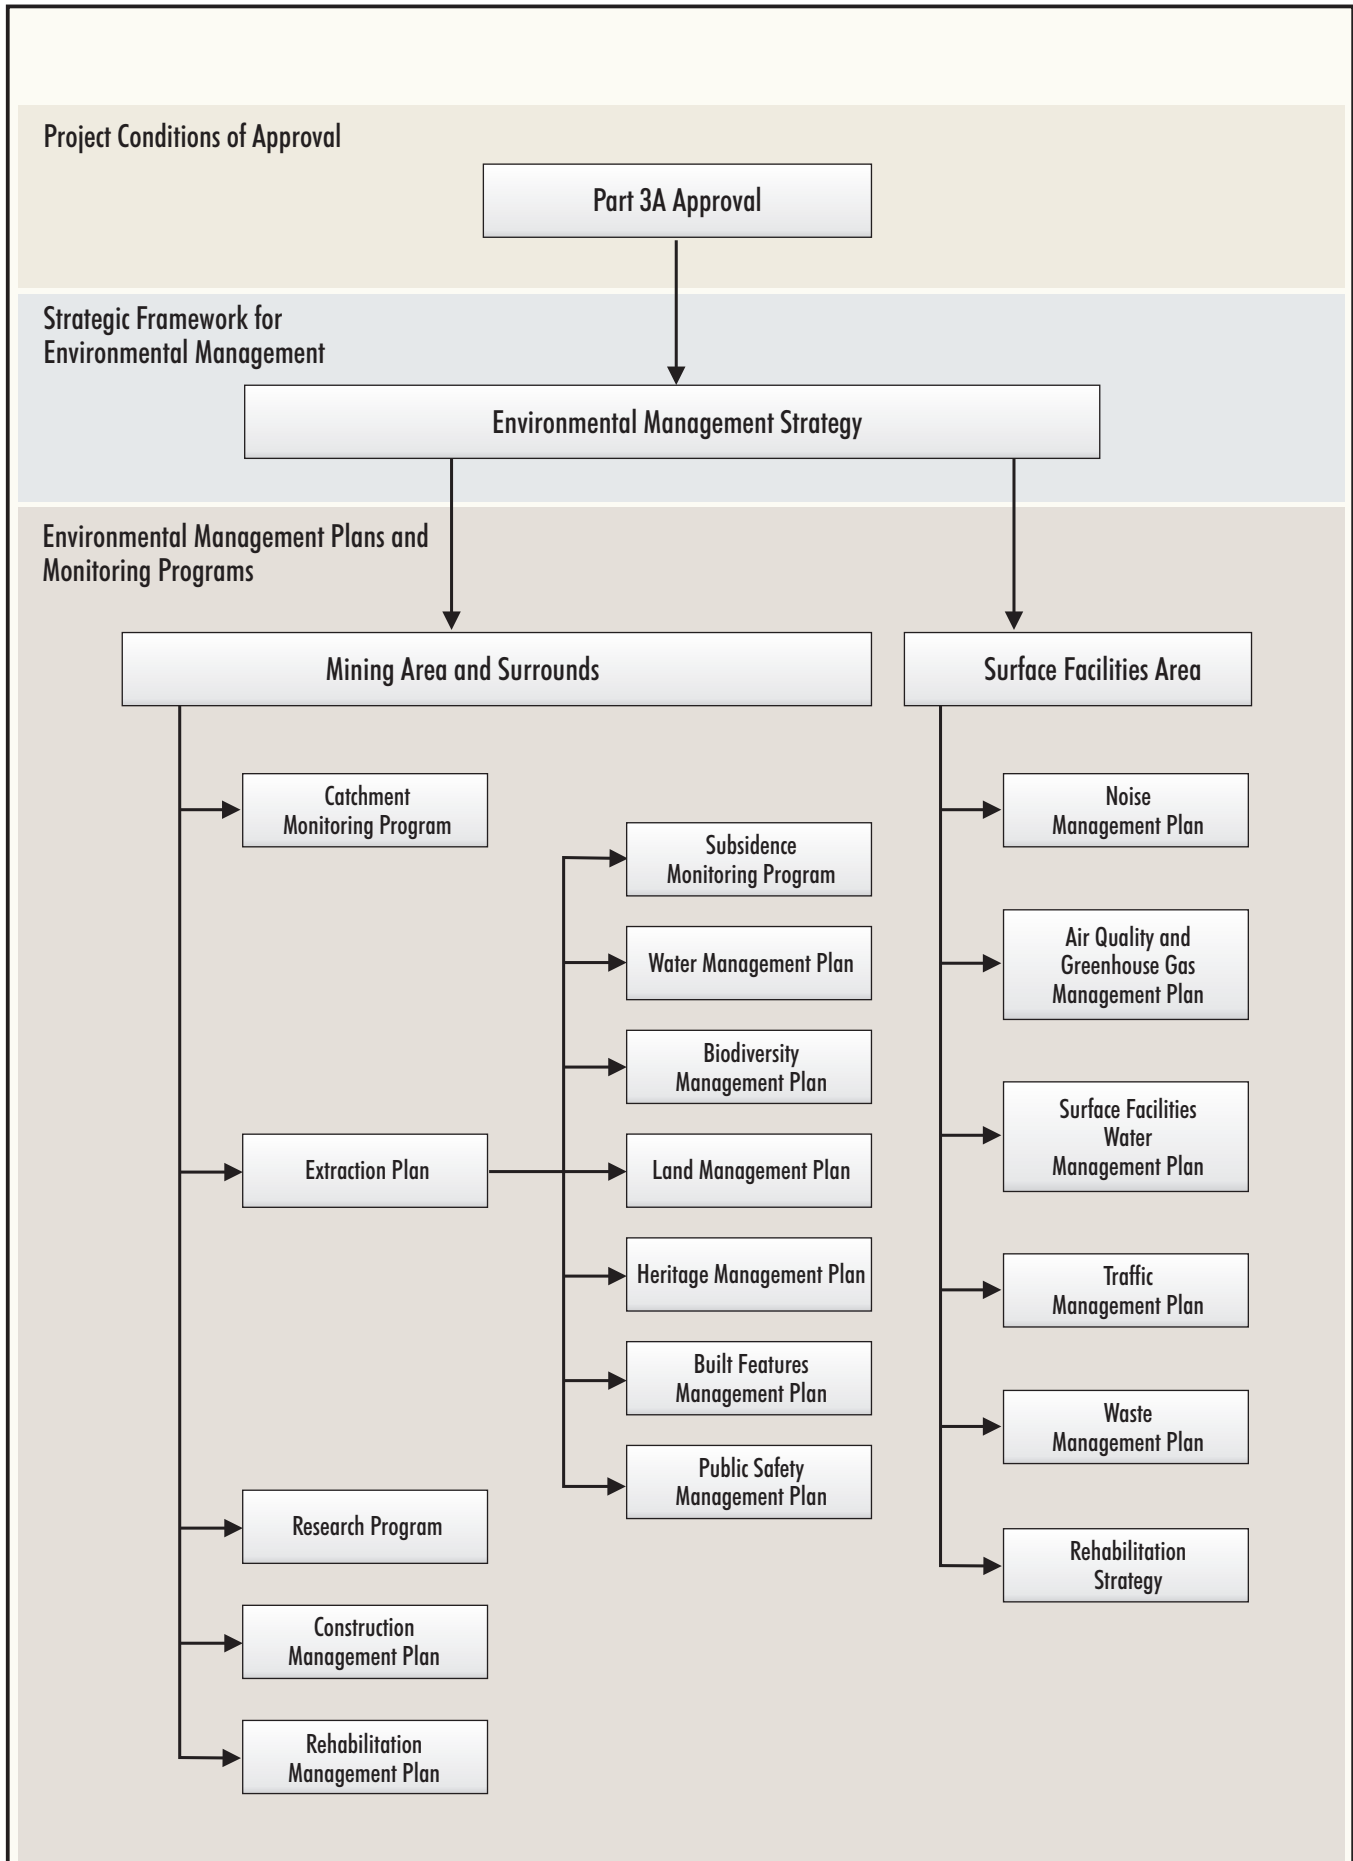 Project Conditions of Approval
Part 3A Approval
Strategic Framework for
Environmental Management
Environmental Management Strategy
Environmental Management Plans and
Monitoring Programs
Mining Area and Surrounds
Catchment
Monitoring Program
Extraction Plan
Subsidence
Monitoring Program
Water Management Plan
Biodiversity
Management Plan
Land Management Plan
Heritage Management Plan
Built Features
Management Plan
Public Safety
Management Plan
Research Program
Construction
Management Plan
Rehabilitation
Management Plan
Surface Facilities Area
Noise
Management Plan
Air Quality and
Greenhouse Gas
Management Plan
Surface Facilities
Water
Management Plan
Traffic
Management Plan
Waste
Management Plan
Rehabilitation
Strategy